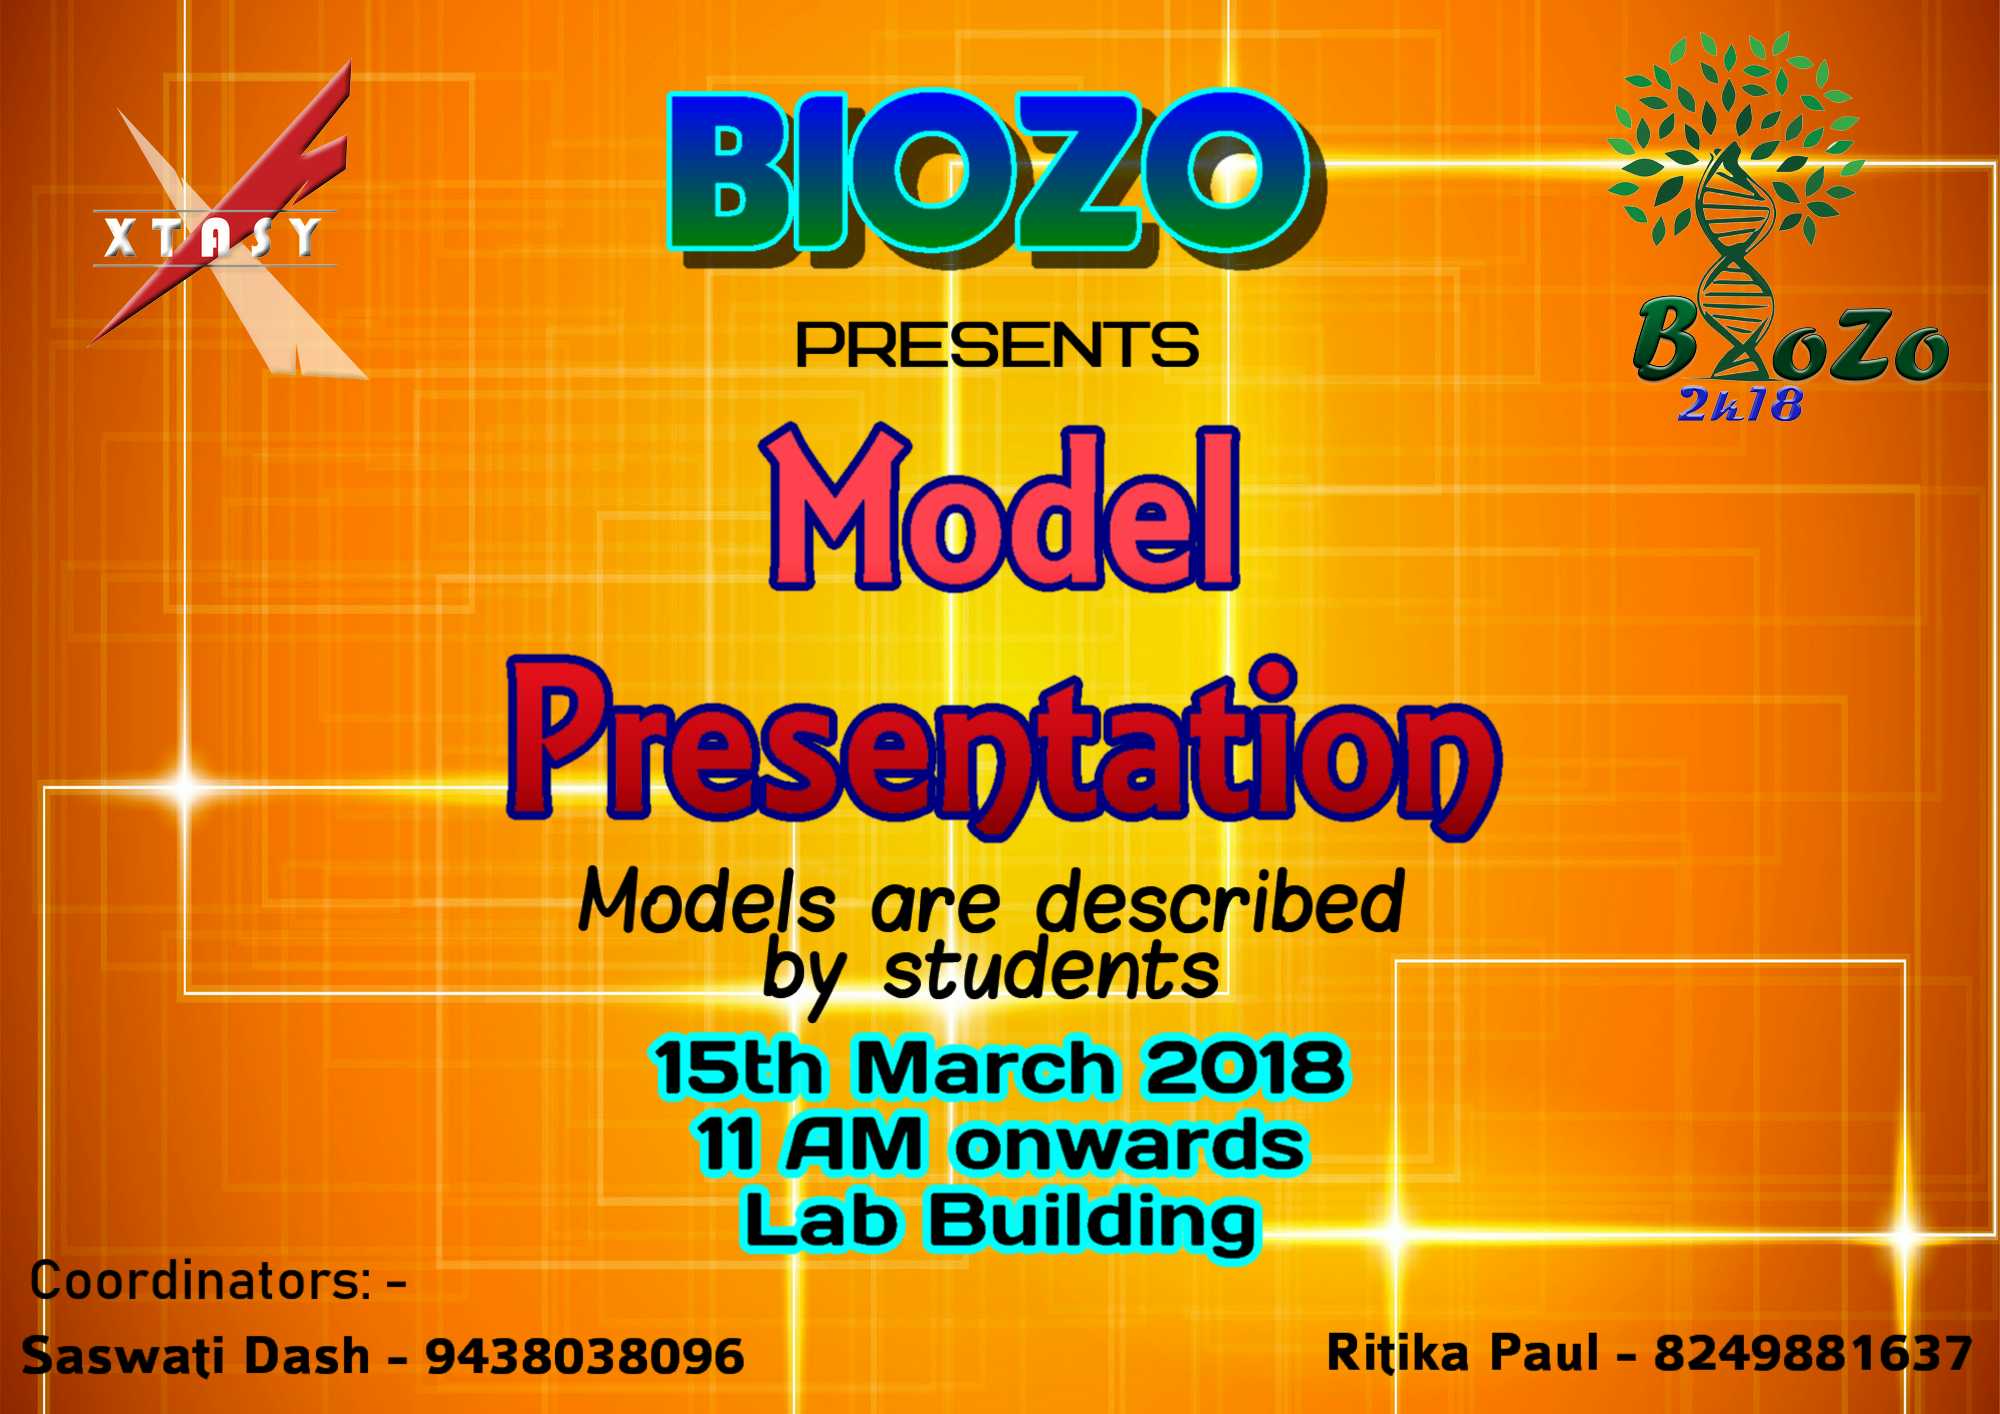 XTASY
BIOZO
PRESENTS
BioZo
2k18
Model
Presentation
Models are described
by students
15th March 2018
11 AM onwards
Lab Building
Coordinators: -
Saswati Dash - 9438038096
Ritika Paul - 8249881637